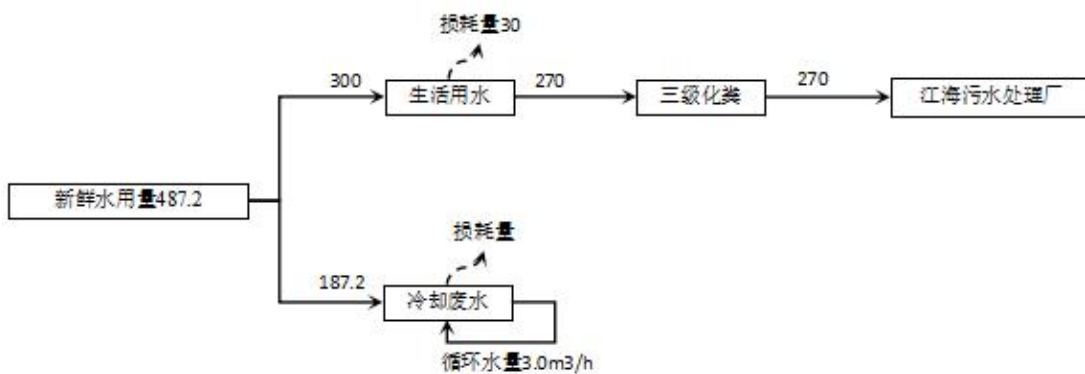 损耗量30
300
生活用水
270
三级化粪
270
江海污水处理厂
新鲜水用量487.2
损耗量
187.2
冷却废水
循环水量3.0m3/h